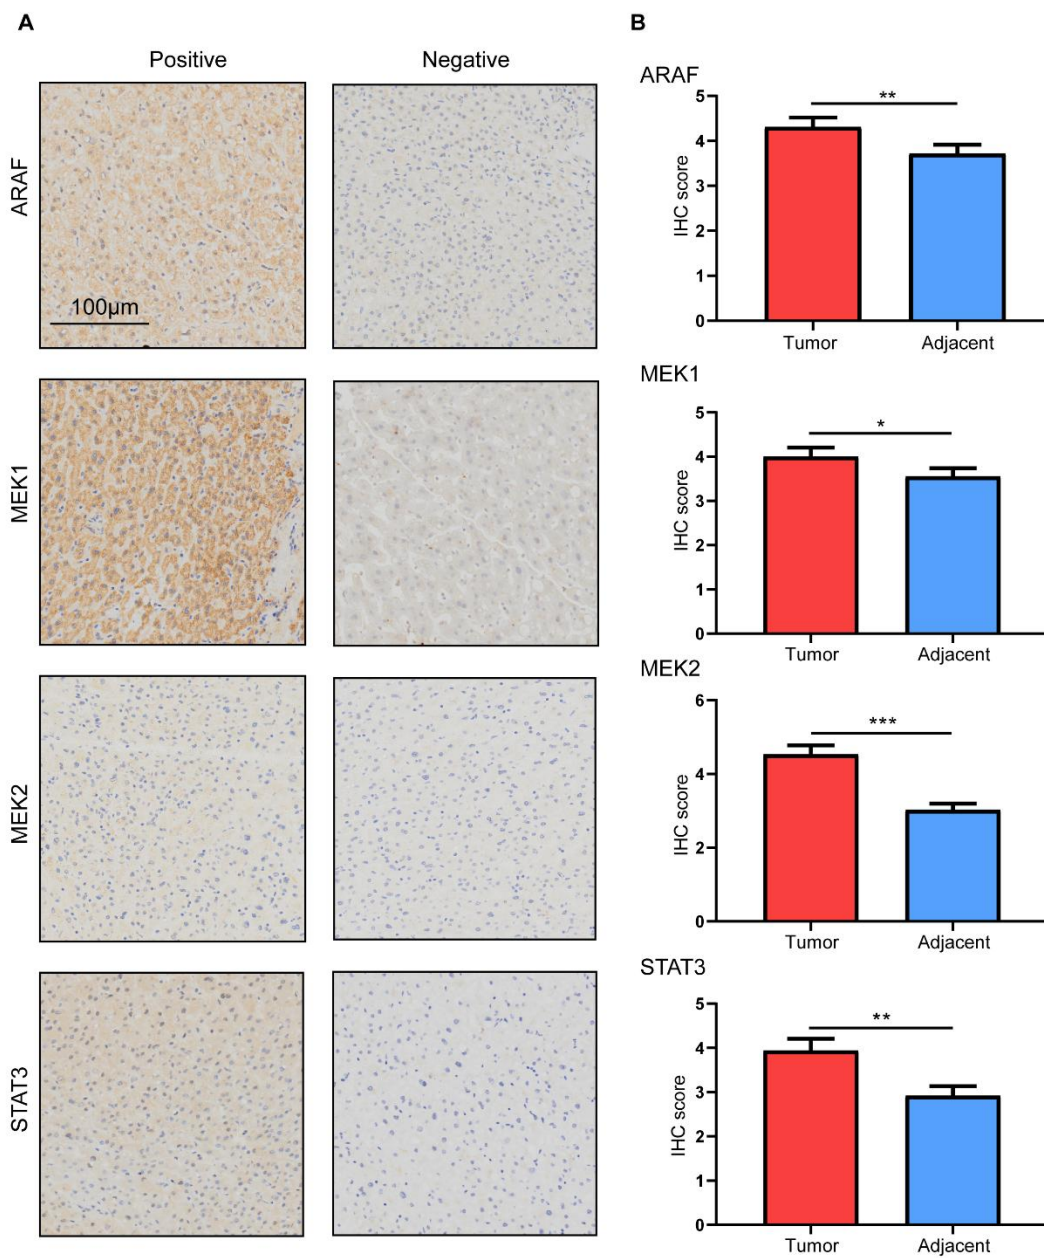 A
Positive
Negative
ARAF
100μm
MEK1
MEK2
STAT3
B
ARAF
5
4
3
2
1
0
IHC score
**
Tumor
Adjacent
MEK1
5
4
3
2
1
0
IHC score
*
Tumor
Adjacent
MEK2
6
4
2
0
IHC score
***
Tumor
Adjacent
STAT3
5
4
3
2
1
0
IHC score
**
Tumor
Adjacent